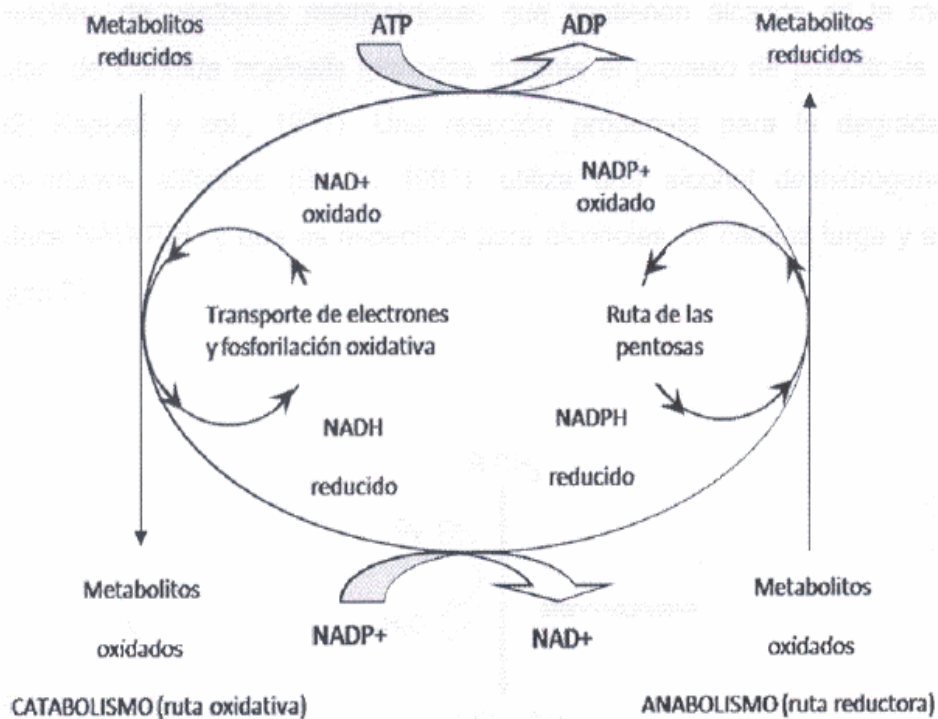 Metabolitos
reducidos
ATP
ADP
Metabolitos
reducidos
NAD+
oxidado
NADP+
oxidado
Transporte de electrones
y fosforilación oxidativa
Ruta de las
pentosas
NADH
reducido
NADPH
reducido
Metabolitos
oxidados
NADP+
NAD+
Metabolitos
oxidados
CATABOLISMO (ruta oxidativa)
ANABOLISMO (ruta reductora)